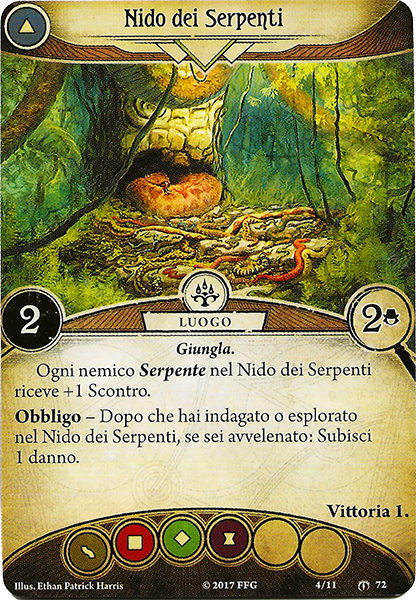 Nido dei Serpenti
2
2
LUOGO
Giungla.
Ogni nemico Serpente nel Nido dei Serpenti
riceve +1 Scontro.
Obbligo – Dopo che hai indagato o esplorato
nel Nido dei Serpenti, se sei avvelenato: Subisci
1 danno.
Vittoria 1.
Illus. Ethan Patrick Harris © 2017 FFG 4/11 72